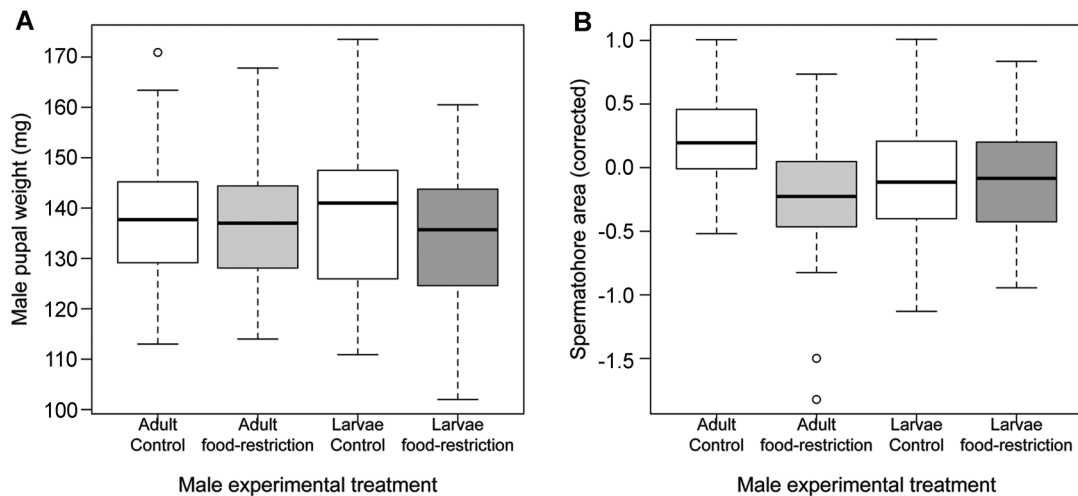 A
Male pupal weight (mg)
170
160
150
140
130
120
110
100
Adult Control
Adult food-restriction
Larvae Control
Larvae food-restriction
Male experimental treatment
B
Spermatohore area (corrected)
1.0
0.5
0.0
-0.5
-1.0
-1.5
Adult Control
Adult food-restriction
Larvae Control
Larvae food-restriction
Male experimental treatment